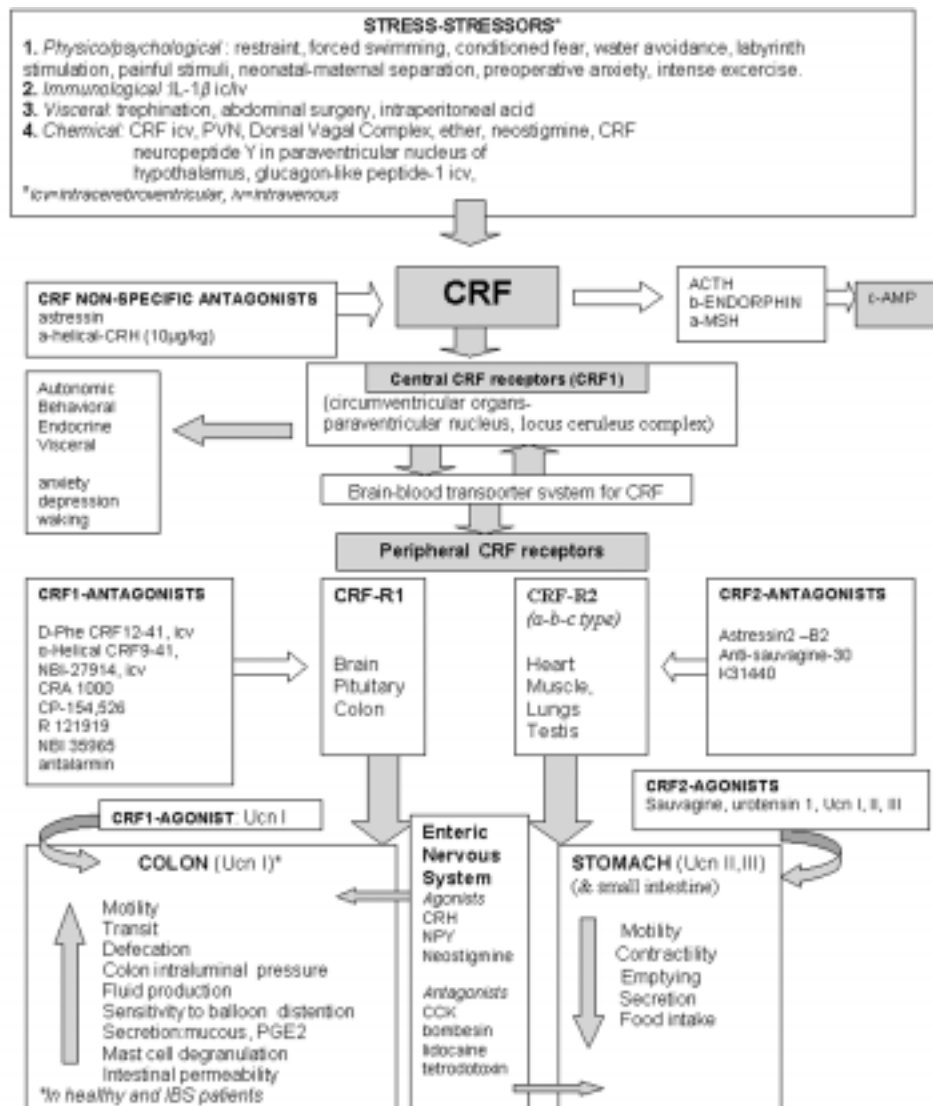 STRESS-STRESSORS*
1. Physico/psychological : restraint, forced swimming, conditioned fear, water avoidance, labyrinth
stimulation, painful stimuli, neonatal-maternal separation, preoperative anxiety, intense excercise.
2. Immunological :IL-1β ic/iv
3. Visceral: trephination, abdominal surgery, intraperitoneal acid
4. Chemical: CRF icv, PVN, Dorsal Vagal Complex, ether, neostigmine, CRF
neuropeptide Y in paraventricular nucleus of
hypothalamus, glucagon-like peptide-1 icv,
*icv=intracerebroventricular, iv=intravenous
CRF NON-SPECIFIC ANTAGONISTS
astressin
a-helical-CRH (10µg/kg)
CRF
ACTH
b-ENDORPHIN
a-MSH
c-AMP
Central CRF receptors (CRF1)
(circumventricular organs-
paraventricular nucleus, locus ceruleus complex)
Autonomic
Behavioral
Endocrine
Visceral
anxiety
depression
waking
Brain-blood transporter system for CRF
Peripheral CRF receptors
CRF1-ANTAGONISTS
D-Phe CRF12-41, icv
α-Helical CRF9-41,
NBI-27914, icv
CRA 1000
CP-154,526
R 121919
NBI 35965
antalarmin
CRF-R1
Brain
Pituitary
Colon
CRF-R2
(a-b-c type)
Heart
Muscle,
Lungs
Testis
CRF2-ANTAGONISTS
Astressin2 –B2
Anti-sauvagine-30
K31440
CRF1-AGONIST: Ucn I
CRF2-AGONISTS
Sauvagine, urotensin 1, Ucn I, II, III
COLON (Ucn I)*
Motility
Transit
Defecation
Colon intraluminal pressure
Fluid production
Sensitivity to balloon distention
Secretion:mucous, PGE2
Mast cell degranulation
Intestinal permeability
*In healthy and IBS patients
Enteric
Nervous
System
Agonists
CRH
NPY
Neostigmine
Antagonists
CCK
bombesin
lidocaine
tetrodotoxin
STOMACH (Ucn II,III)
(& small intestine)
Motility
Contractility
Emptying
Secretion
Food intake